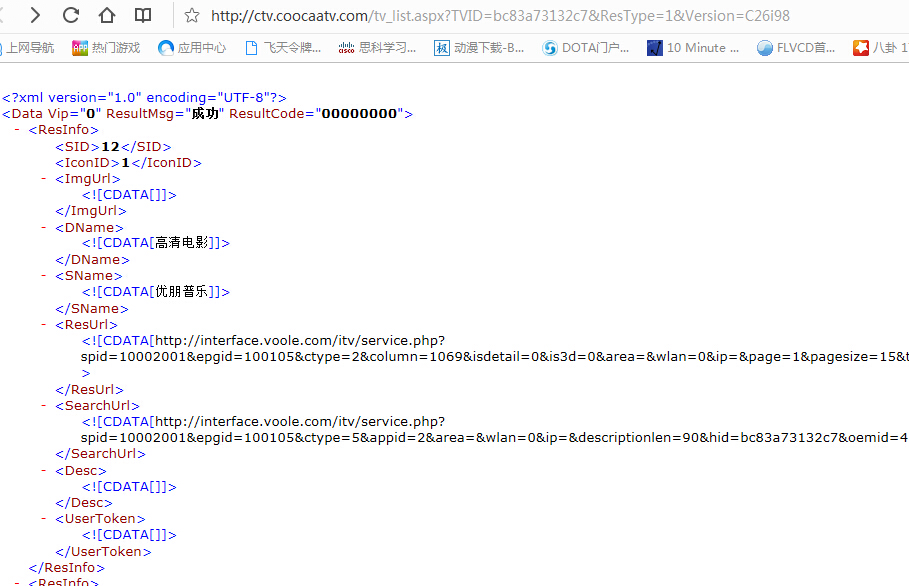 http://ctv.coocaatv.com/tv_list.aspx?TVID=bc83a73132c7&ResType=1&Version=C26i98
上网导航 热门游戏 应用中心 飞天令牌... 思科学习... 动漫下载-B... DOTA门户... 10 Minute ... FLVCD首... 八卦 1
<?xml version="1.0" encoding="UTF-8"?>
<Data Vip="0" ResultMsg="成功" ResultCode="00000000">
- <ResInfo>
<SID>12</SID>
<IconID>1</IconID>
- <ImgUrl>
<![CDATA[]]>
</ImgUrl>
- <DName>
<![CDATA[高清电影]]>
</DName>
- <SName>
<![CDATA[优朋普乐]]>
</SName>
- <ResUrl>
<![CDATA[http://interface.voole.com/itv/service.php?
spid=10002001&epgid=100105&ctype=2&column=1069&isdetail=0&is3d=0&area=&wlan=0&ip=&page=1&pagesize=15&t
>
</ResUrl>
- <SearchUrl>
<![CDATA[http://interface.voole.com/itv/service.php?
spid=10002001&epgid=100105&ctype=5&appid=2&area=&wlan=0&ip=&descriptionlen=90&hid=bc83a73132c7&oemid=4
</SearchUrl>
- <Desc>
<![CDATA[]]>
</Desc>
- <UserToken>
<![CDATA[]]>
</UserToken>
</ResInfo>
- <ResInfo>